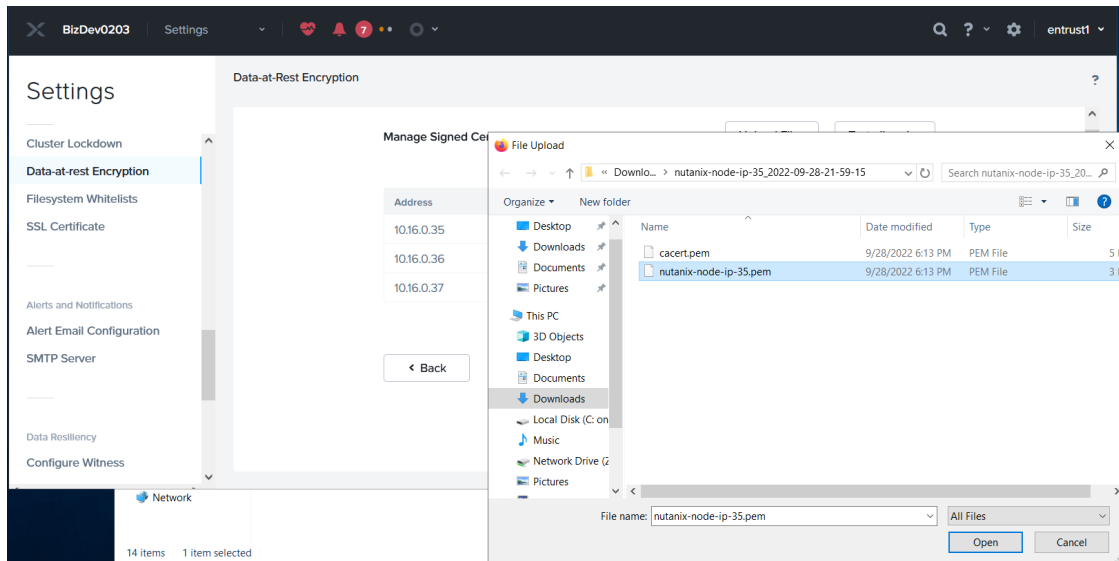 BizDev0203 Settings 7 ? entrust1
Settings
Cluster Lockdown
Data-at-rest Encryption
Filesystem Whitelists
SSL Certificate
Alerts and Notifications
Alert Email Configuration
SMTP Server
Data Resiliency
Configure Witness
Data-at-Rest Encryption ?
Manage Signed Cer
Address
10.16.0.35
10.16.0.36
10.16.0.37
Back
File Upload
« Downlo... > nutanix-node-ip-35_2022-09-28-21-59-15 Search nutanix-node-ip-35_20...
Organize New folder ?
Desktop
Downloads
Documents
Pictures
This PC
3D Objects
Desktop
Documents
Downloads
Local Disk (C: on
Music
Network Drive (Z
Pictures
Name Date modified Type Size
cacert.pem 9/28/2022 6:13 PM PEM File 5
nutanix-node-ip-35.pem 9/28/2022 6:13 PM PEM File 3
File name: nutanix-node-ip-35.pem All Files
Open Cancel
Network
14 items 1 item selected